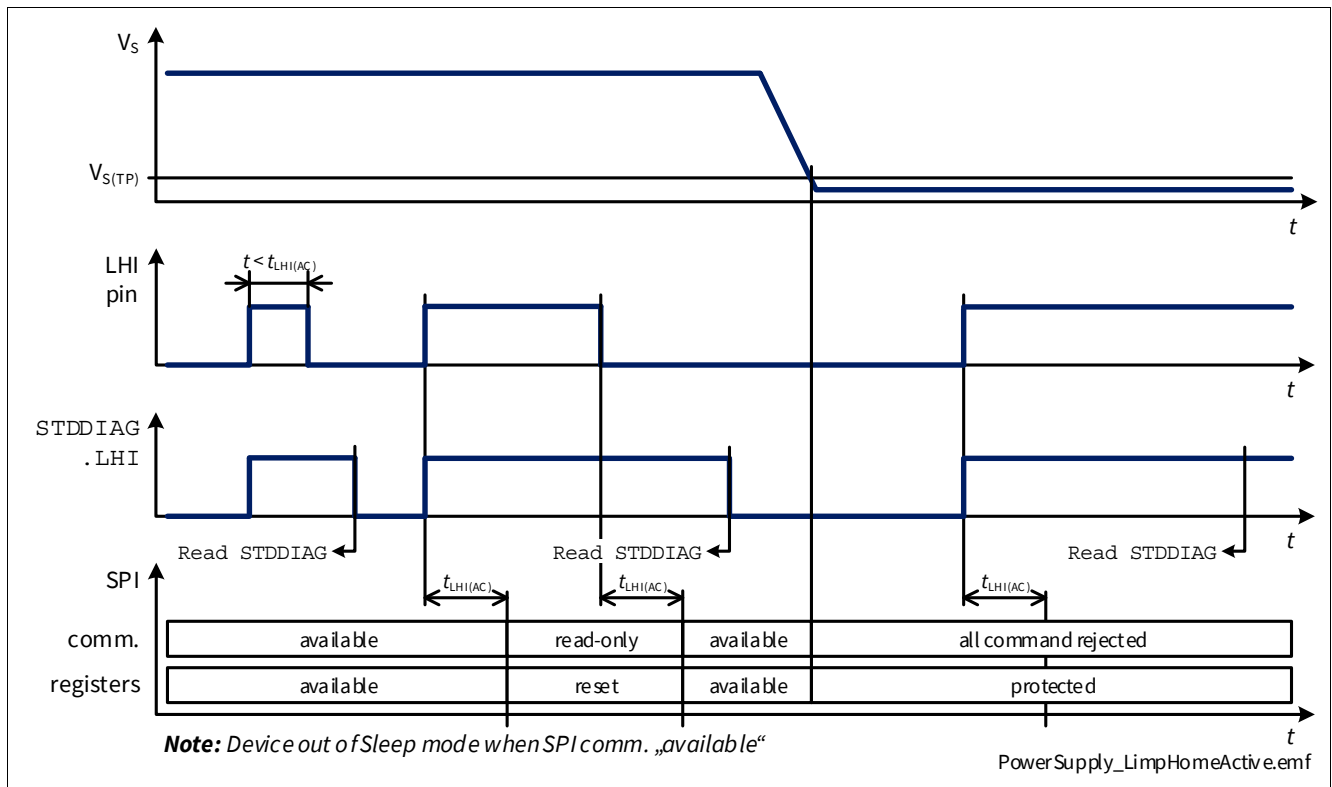 VS
VS(TP)
t
LHI
pin
t < tLHI(AC)
t
STDDIAG
.LHI
Read STDDIAG
Read STDDIAG
Read STDDIAG
t
SPI
tLHI(AC)
tLHI(AC)
tLHI(AC)
comm.
available
read-only
available
all command rejected
registers
available
reset
available
protected
t
Note: Device out of Sleep mode when SPI comm. „available“
PowerSupply_LimpHomeActive.emf